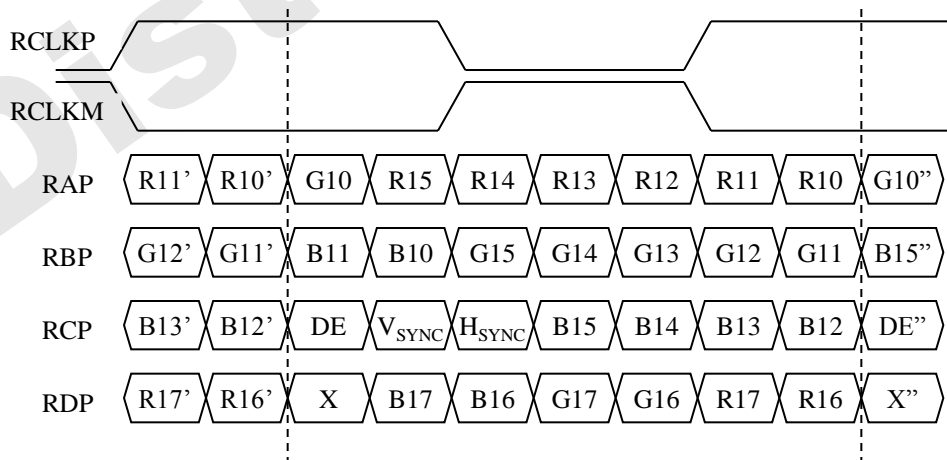 RCLKP
RCLKM
RAP R11’ R10’ G10 R15 R14 R13 R12 R11 R10 G10”
RBP G12’ G11’ B11 B10 G15 G14 G13 G12 G11 B15”
RCP B13’ B12’ DE VSYNC HSYNC B15 B14 B13 B12 DE”
RDP R17’ R16’ X B17 B16 G17 G16 R17 R16 X”
Dist